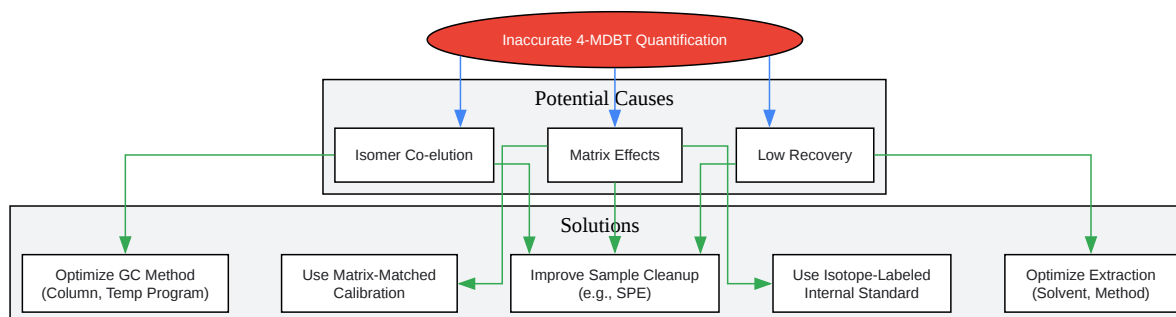 Inaccurate 4-MDBT Quantification
Potential Causes
Isomer Co-elution
Matrix Effects
Low Recovery
Solutions
Optimize GC Method
(Column, Temp Program)
Use Matrix-Matched
Calibration
Improve Sample Cleanup
(e.g., SPE)
Use Isotope-Labeled
Internal Standard
Optimize Extraction
(Solvent, Method)